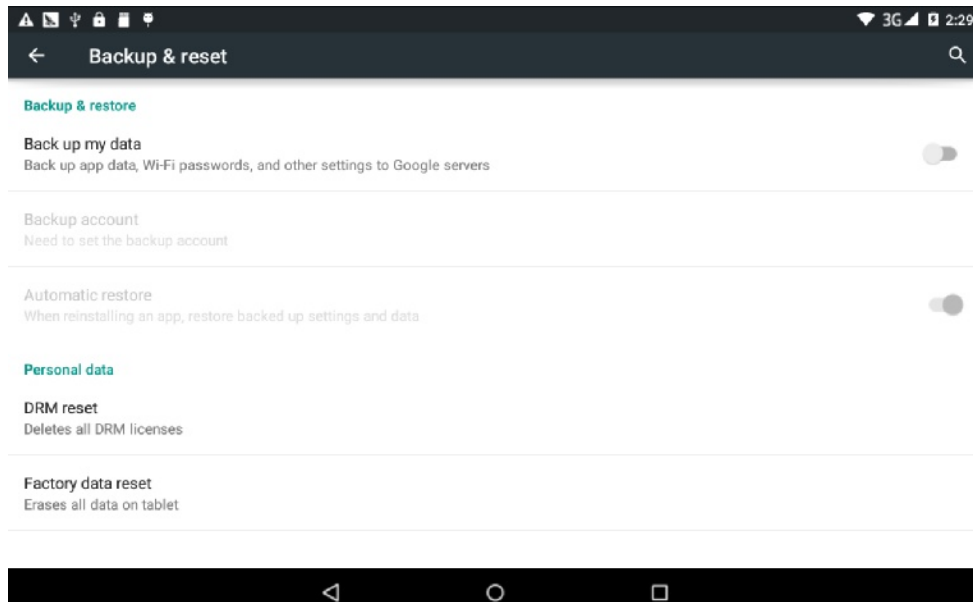 3G 2:29
Backup & reset
Backup & restore
Back up my data
Back up app data, Wi-Fi passwords, and other settings to Google servers
Backup account
Need to set the backup account
Automatic restore
When reinstalling an app, restore backed up settings and data
Personal data
DRM reset
Deletes all DRM licenses
Factory data reset
Erases all data on tablet